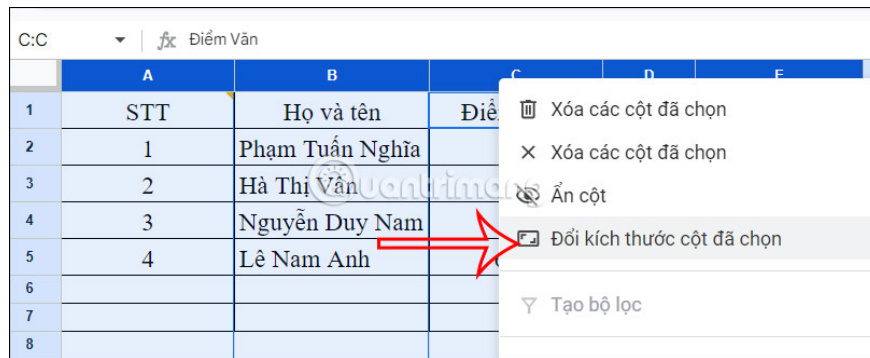 C:C fx Điểm Văn
A B C D E
1 STT Họ và tên Điể
2 1 Phạm Tuấn Nghĩa
3 2 Hà Thị Vân
4 3 Nguyễn Duy Nam
5 4 Lê Nam Anh
6
7
8
Xóa các cột đã chọn
Xóa các cột đã chọn
Ẩn cột
Đổi kích thước cột đã chọn
Tạo bộ lọc
uantrimang